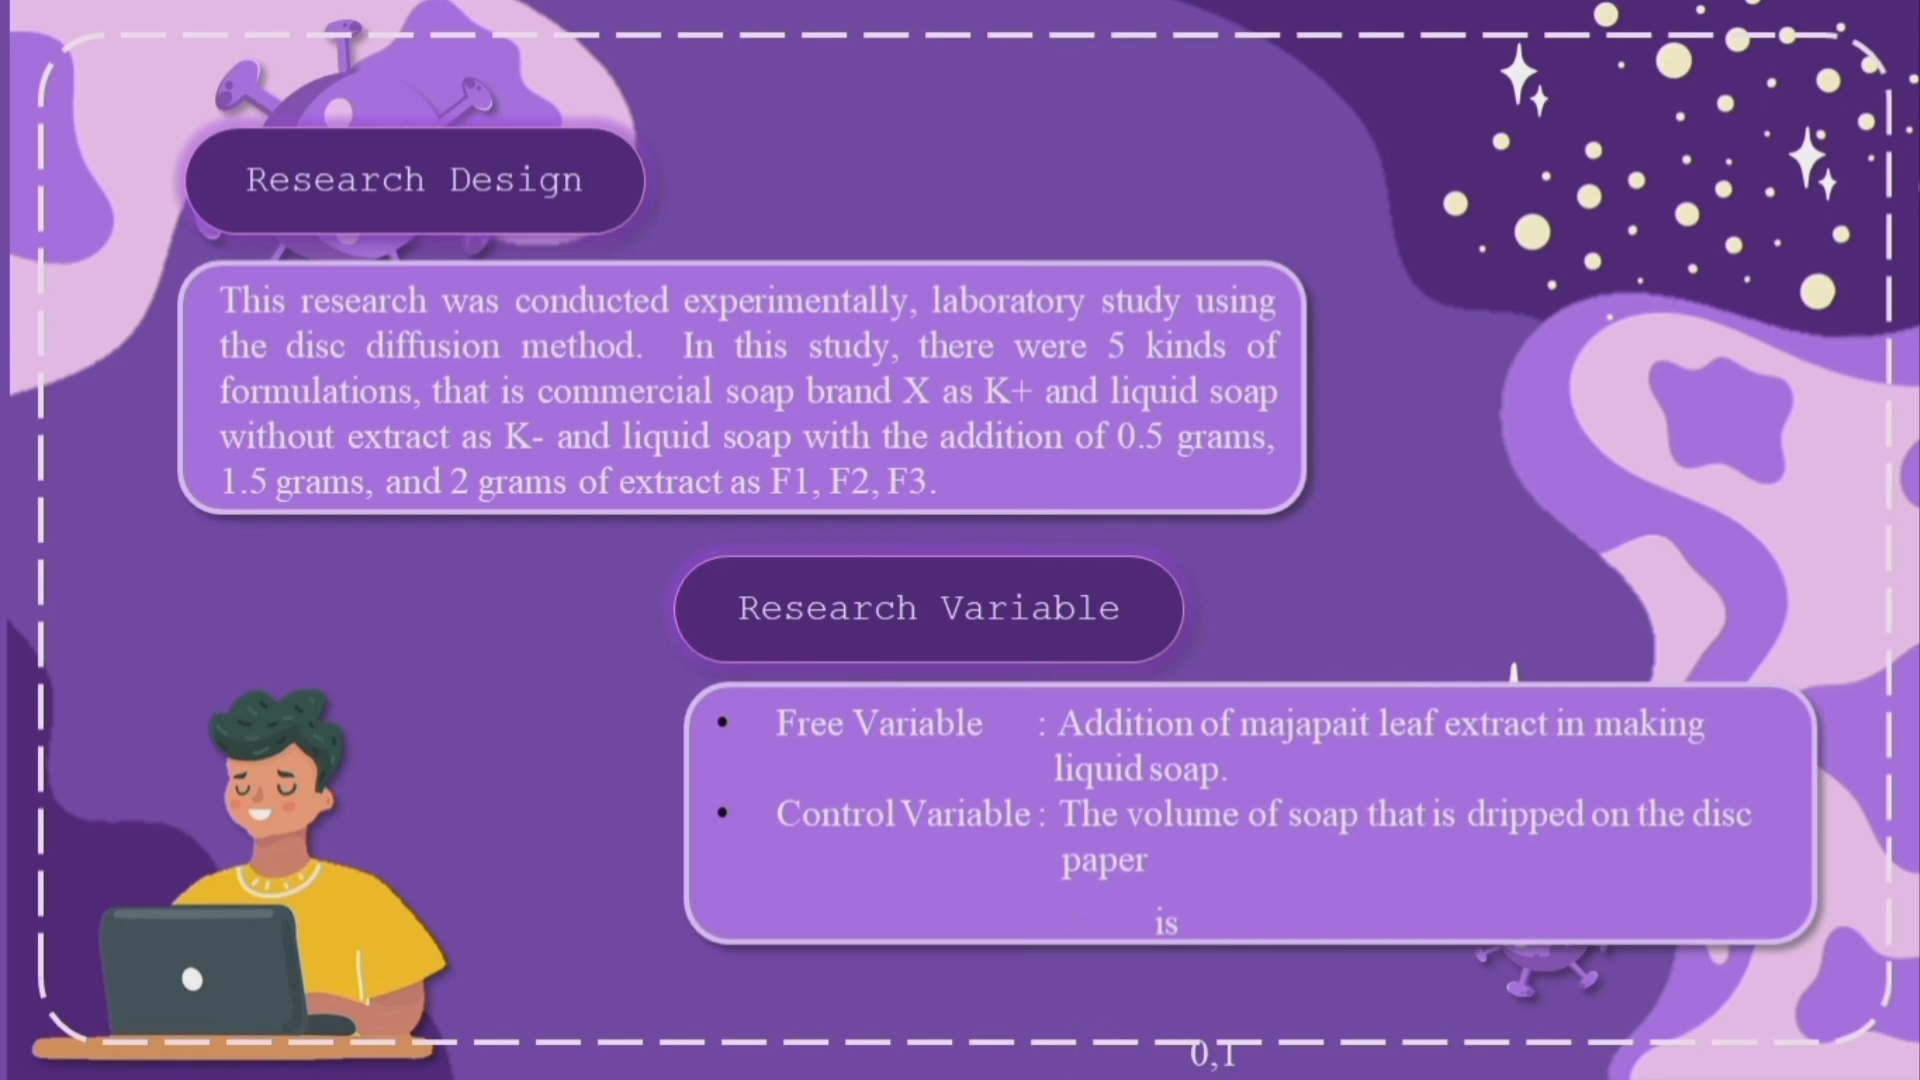 Research Design
This research was conducted experimentally, laboratory study using
the disc diffusion method. In this study, there were 5 kinds of
formulations, that is commercial soap brand X as K+ and liquid soap
without extract as K- and liquid soap with the addition of 0.5 grams,
1.5 grams, and 2 grams of extract as F1, F2, F3.
Research Variable
• Free Variable : Addition of majapait leaf extract in making
liquid soap.
• Control Variable : The volume of soap that is dripped on the disc
paper
is
0,1